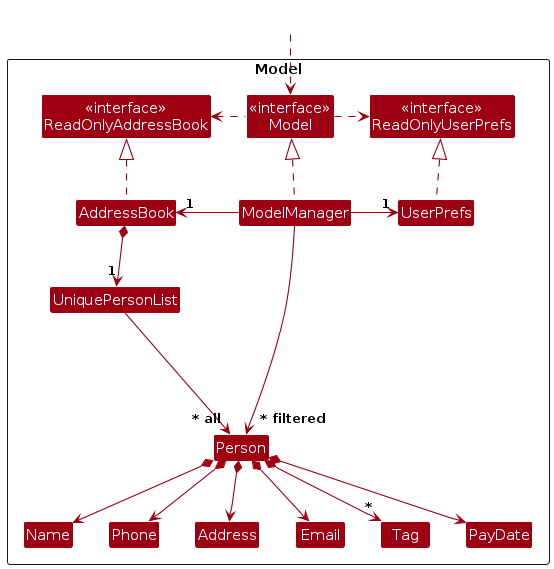 Model
«interface»
ReadOnlyAddressBook
«interface»
Model
«interface»
ReadOnlyUserPrefs
AddressBook
1
ModelManager
1
UserPrefs
1
UniquePersonList
* all
* filtered
Person
*
Name
Phone
Address
Email
Tag
PayDate